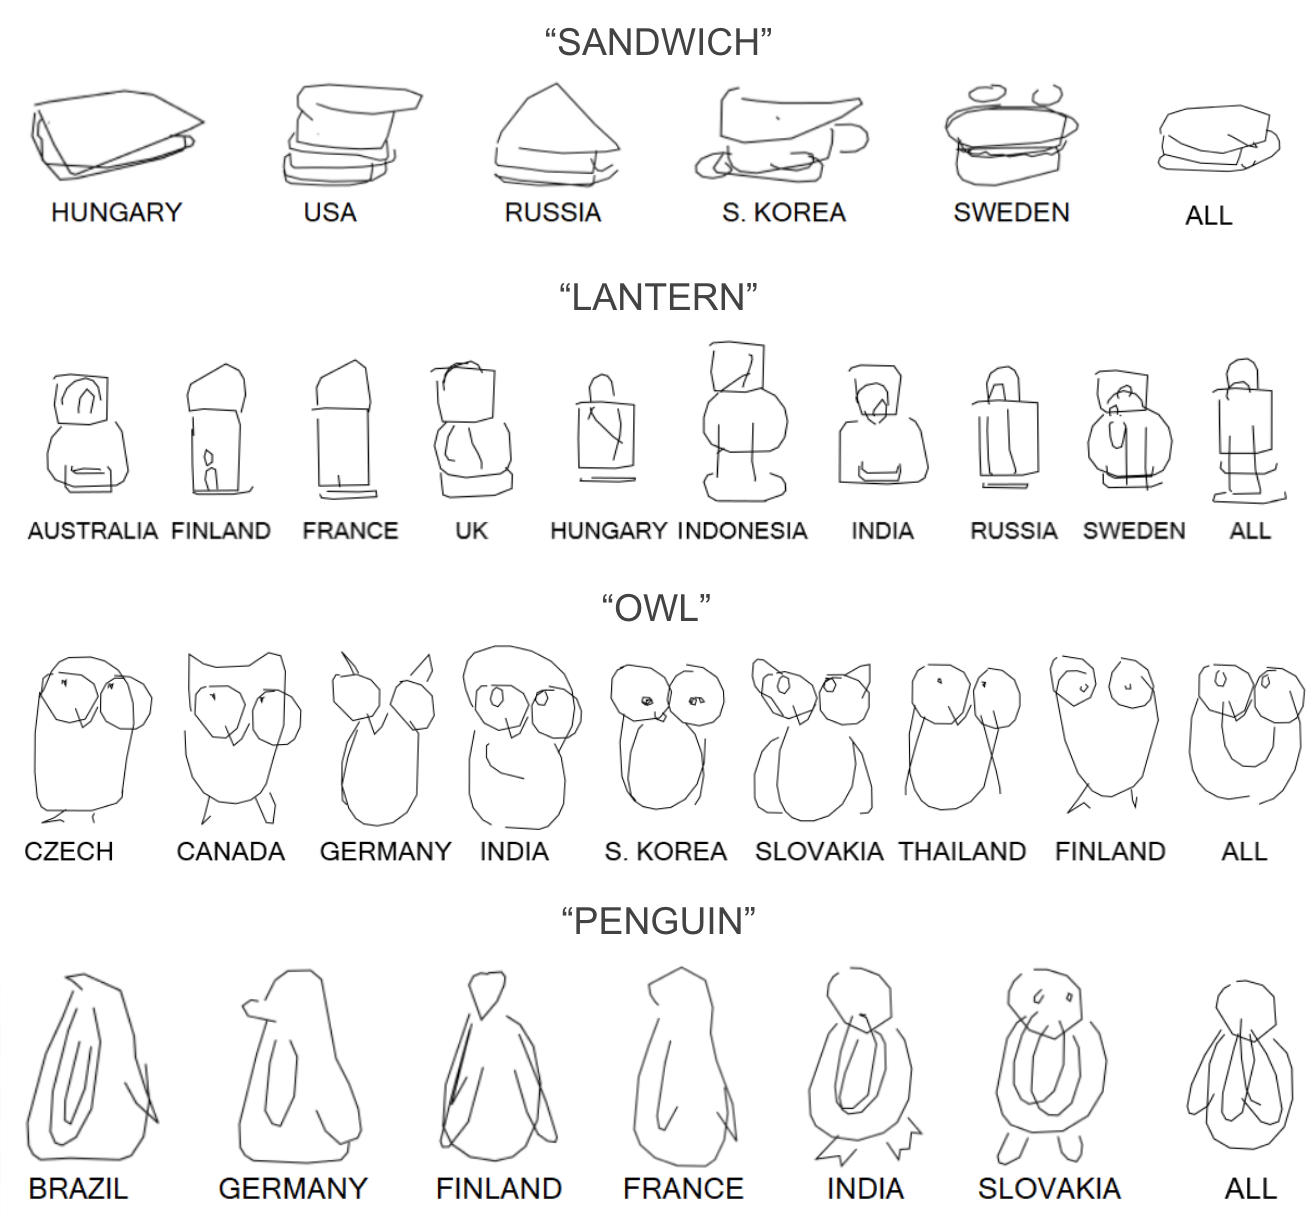 “SANDWICH”
HUNGARY USA RUSSIA S. KOREA SWEDEN ALL
“LANTERN”
AUSTRALIA FINLAND FRANCE UK HUNGARY INDONESIA INDIA RUSSIA SWEDEN ALL
“OWL”
CZECH CANADA GERMANY INDIA S. KOREA SLOVAKIA THAILAND FINLAND ALL
“PENGUIN”
BRAZIL GERMANY FINLAND FRANCE INDIA SLOVAKIA ALL